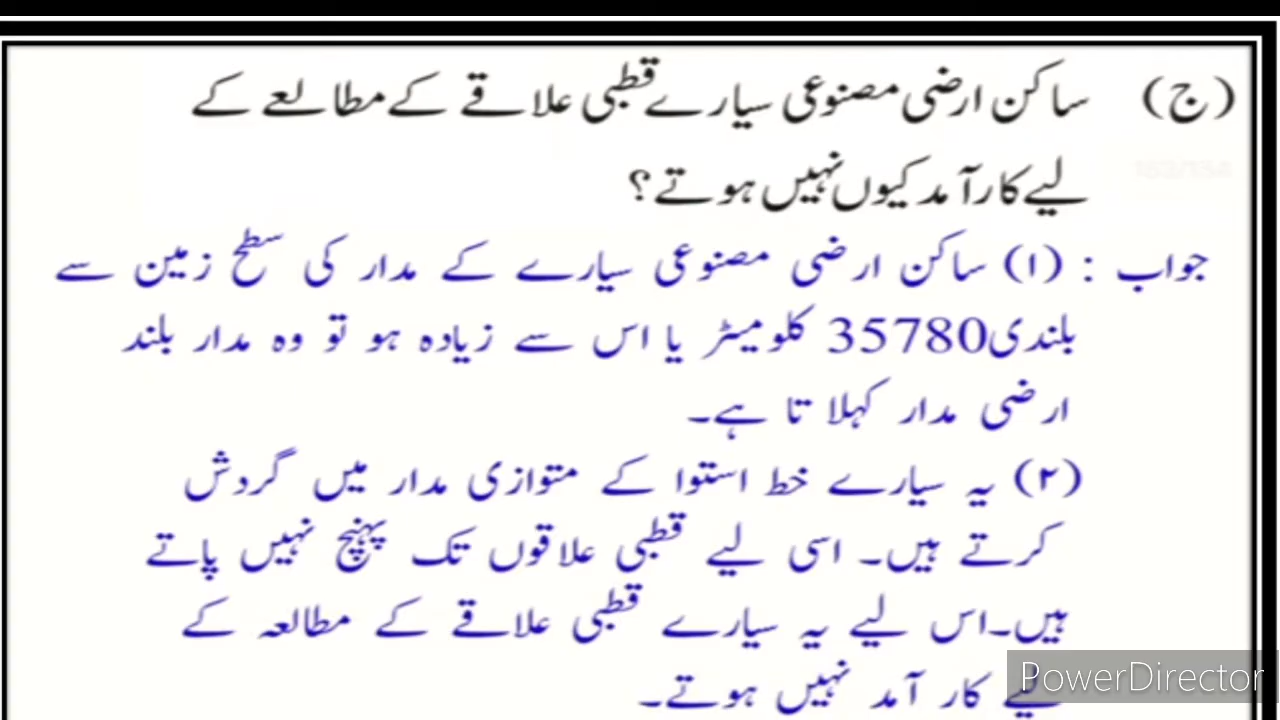 (ج) ساکن ارضی مصنوعی سیارے قطبی علاقے کے مطالعے کے
لیے کارآمد کیوں نہیں ہوتے؟
جواب : (۱) ساکن ارضی مصنوعی سیارے کے مدار کی سطح زمین سے
بلندی 35780 کلومیٹر یا اس سے زیادہ ہو تو وہ مدار بلند
ارضی مدار کہلا تا ہے۔
(۲) یہ سیارے خط استوا کے متوازی مدار میں گردش
کرتے ہیں۔ اسی لیے قطبی علاقوں تک پہنچ نہیں پاتے
ہیں۔اس لیے یہ سیارے قطبی علاقے کے مطالعہ کے
لیے کار آمد نہیں ہوتے۔
PowerDirector